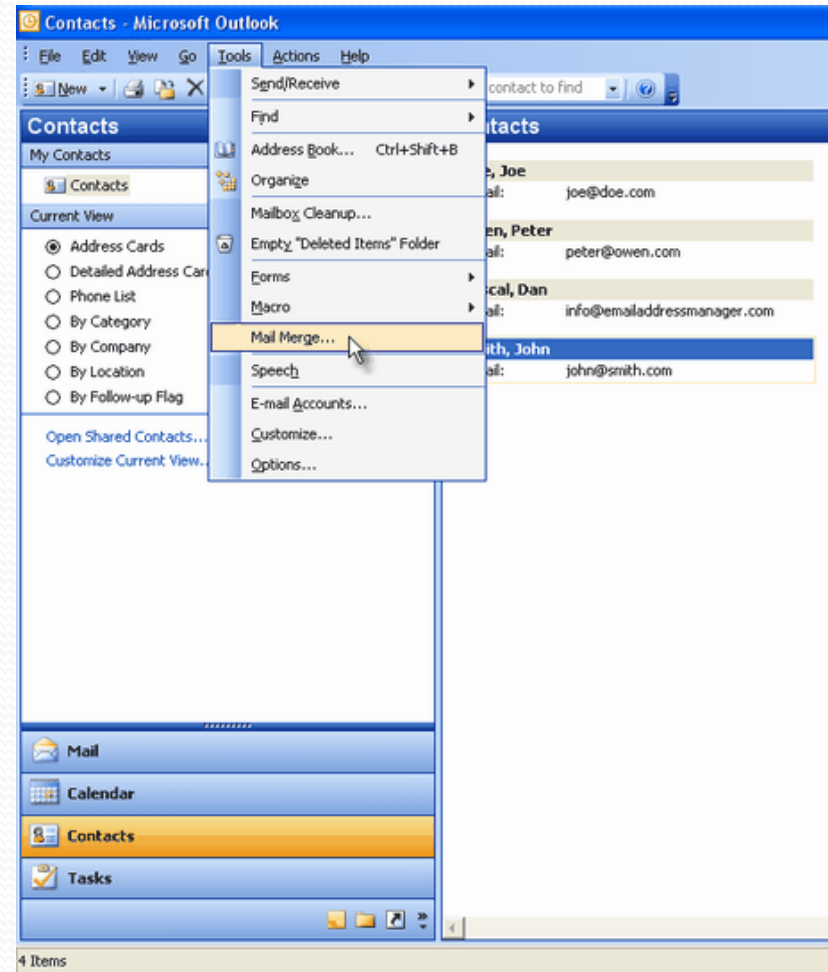 Contacts - Microsoft Outlook
File Edit View Go Tools Actions Help
New
contact to find
Contacts
My Contacts
Contacts
Current View
Address Cards
Detailed Address Car
Phone List
By Category
By Company
By Location
By Follow-up Flag
Open Shared Contacts...
Customize Current View..
Send/Receive
Find
Address Book... Ctrl+Shift+B
Organize
Mailbox Cleanup...
Empty "Deleted Items" Folder
Forms
Macro
Mail Merge...
Speech
E-mail Accounts...
Customize...
Options...
tacts
e, Joe
ail: joe@doe.com
en, Peter
ail: peter@owen.com
cal, Dan
ail: info@emailaddressmanager.com
ith, John
ail: john@smith.com
Mail
Calendar
Contacts
Tasks
4 Items